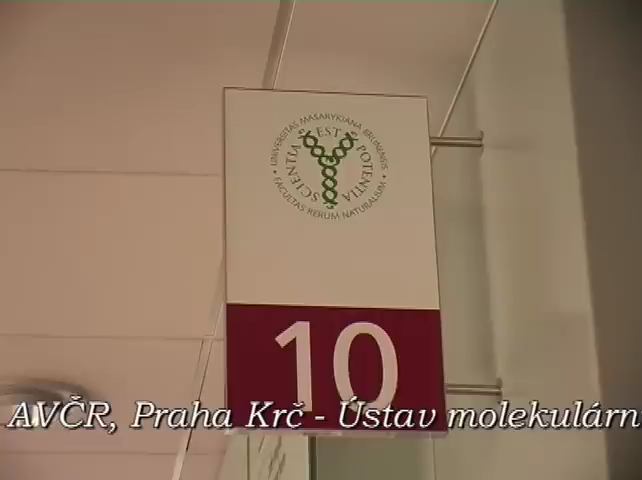 UNIVERSITAS MASARYKIANA BRUNENSIS
• FACULTAS RERUM NATURALIUM •
SCIENTIA EST POTENTIA
10
AVČR, Praha Krč - Ústav molekulárn